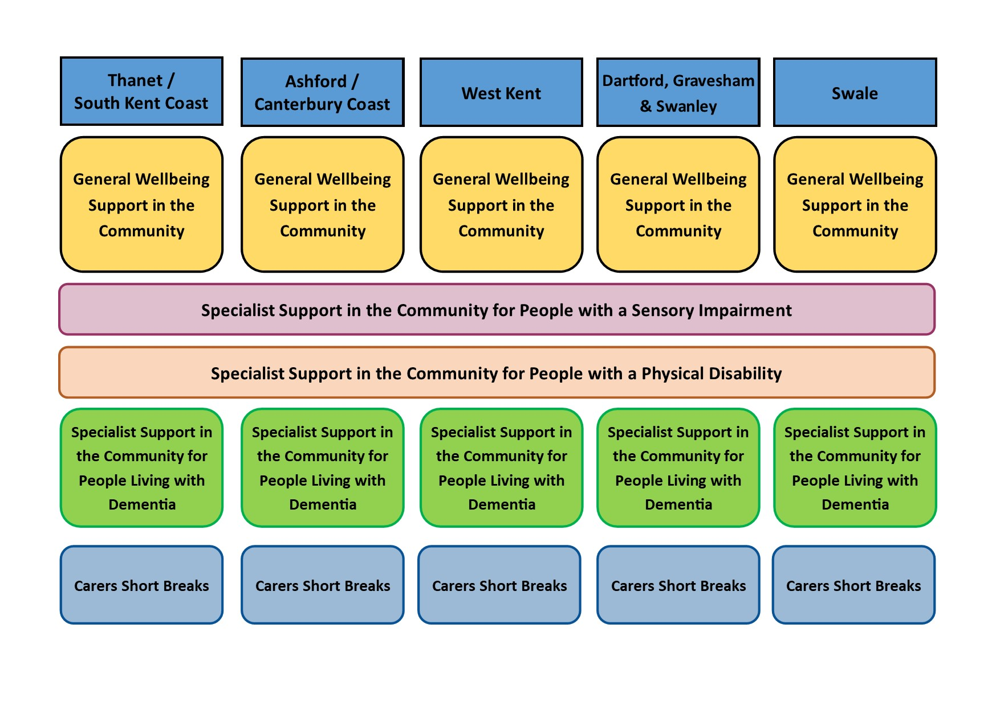 Thanet /
South Kent Coast
Ashford /
Canterbury Coast
West Kent
Dartford, Gravesham
& Swanley
Swale
General Wellbeing
Support in the
Community
General Wellbeing
Support in the
Community
General Wellbeing
Support in the
Community
General Wellbeing
Support in the
Community
General Wellbeing
Support in the
Community
Specialist Support in the Community for People with a Sensory Impairment
Specialist Support in the Community for People with a Physical Disability
Specialist Support in
the Community for
People Living with
Dementia
Specialist Support in
the Community for
People Living with
Dementia
Specialist Support in
the Community for
People Living with
Dementia
Specialist Support in
the Community for
People Living with
Dementia
Specialist Support in
the Community for
People Living with
Dementia
Carers Short Breaks
Carers Short Breaks
Carers Short Breaks
Carers Short Breaks
Carers Short Breaks